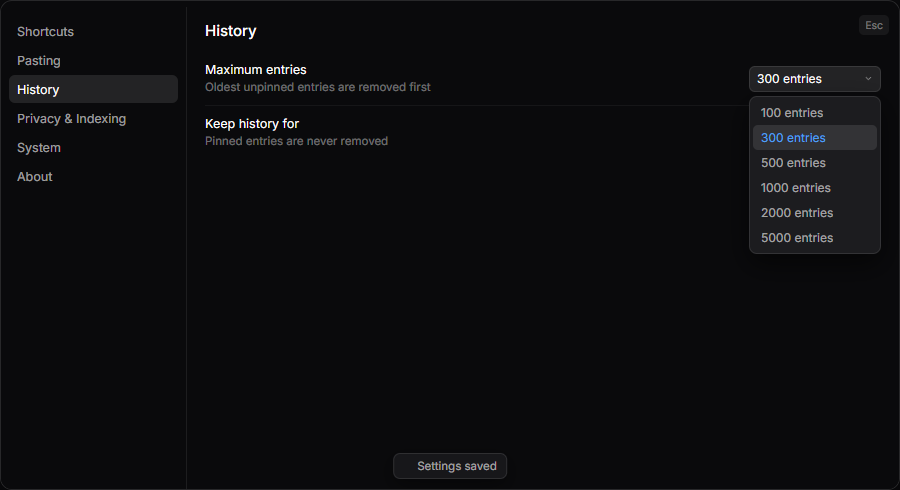 Shortcuts
Pasting
History
Privacy & Indexing
System
About
History
Esc
Maximum entries
Oldest unpinned entries are removed first
300 entries
Keep history for
Pinned entries are never removed
100 entries
300 entries
500 entries
1000 entries
2000 entries
5000 entries
Settings saved